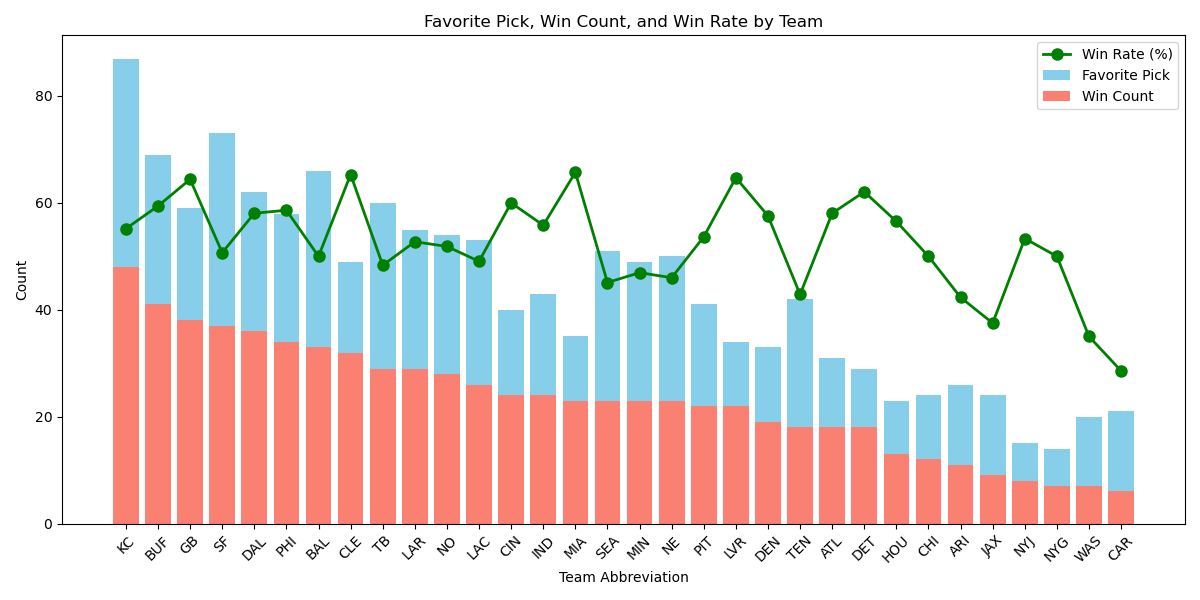 Favorite Pick, Win Count, and Win Rate by Team
Win Rate (%)
Favorite Pick
Win Count
Count
80
60
40
20
0
KC BUF GB SF DAL PHI BAL CLE TB LAR NO LAC CIN IND MIA SEA MIN NE PIT LVR DEN TEN ATL DET HOU CHI ARI JAX NYJ NYG WAS CAR
Team Abbreviation